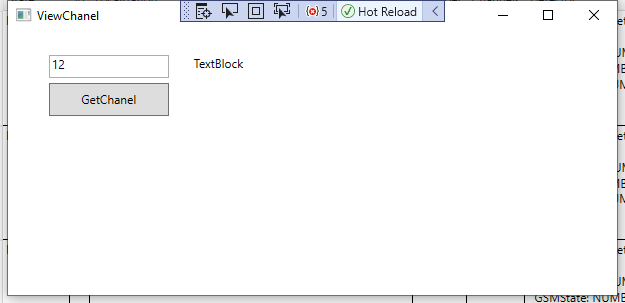 ViewChanel
5
Hot Reload
12
TextBlock
GetChanel
GSMState: NUMB